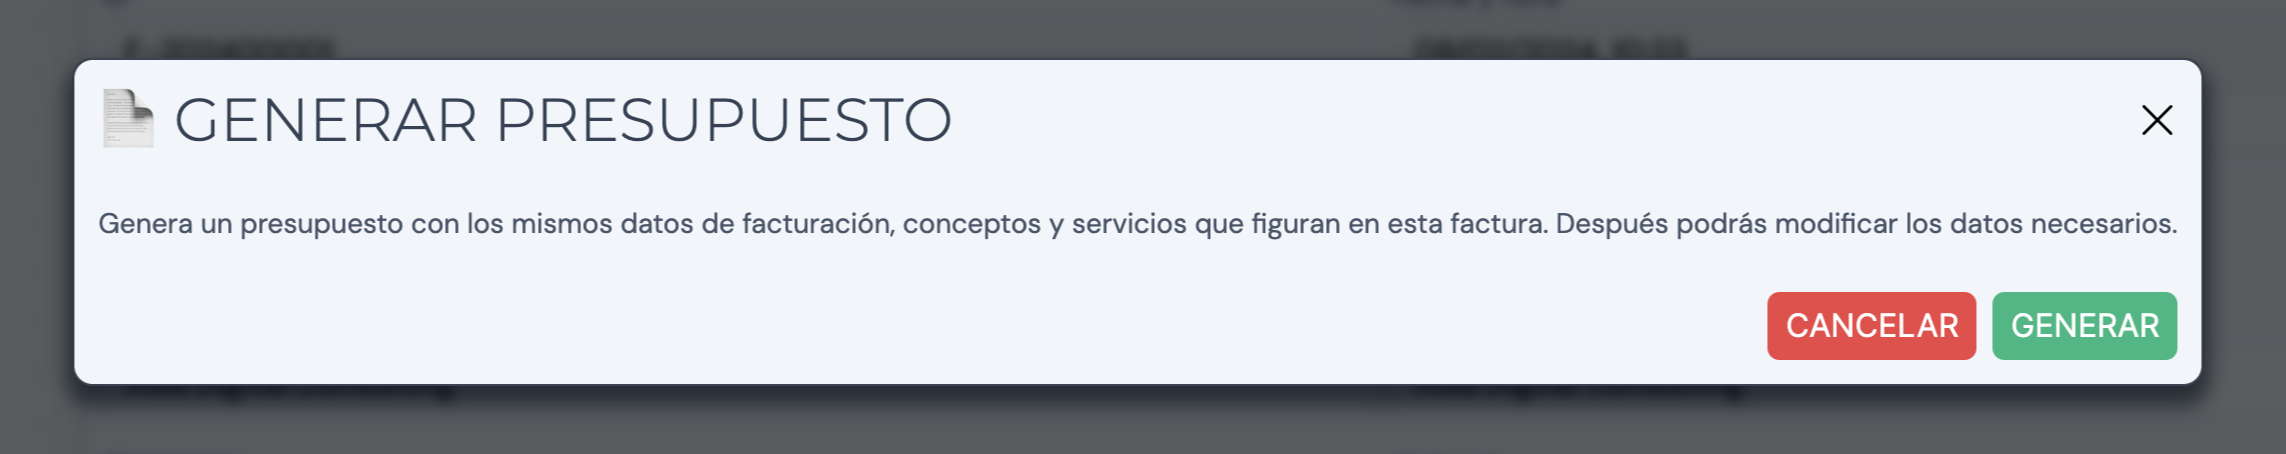 GENERAR PRESUPUESTO
Genera un presupuesto con los mismos datos de facturación, conceptos y servicios que figuran en esta factura. Después podrás modificar los datos necesarios.
CANCELAR
GENERAR